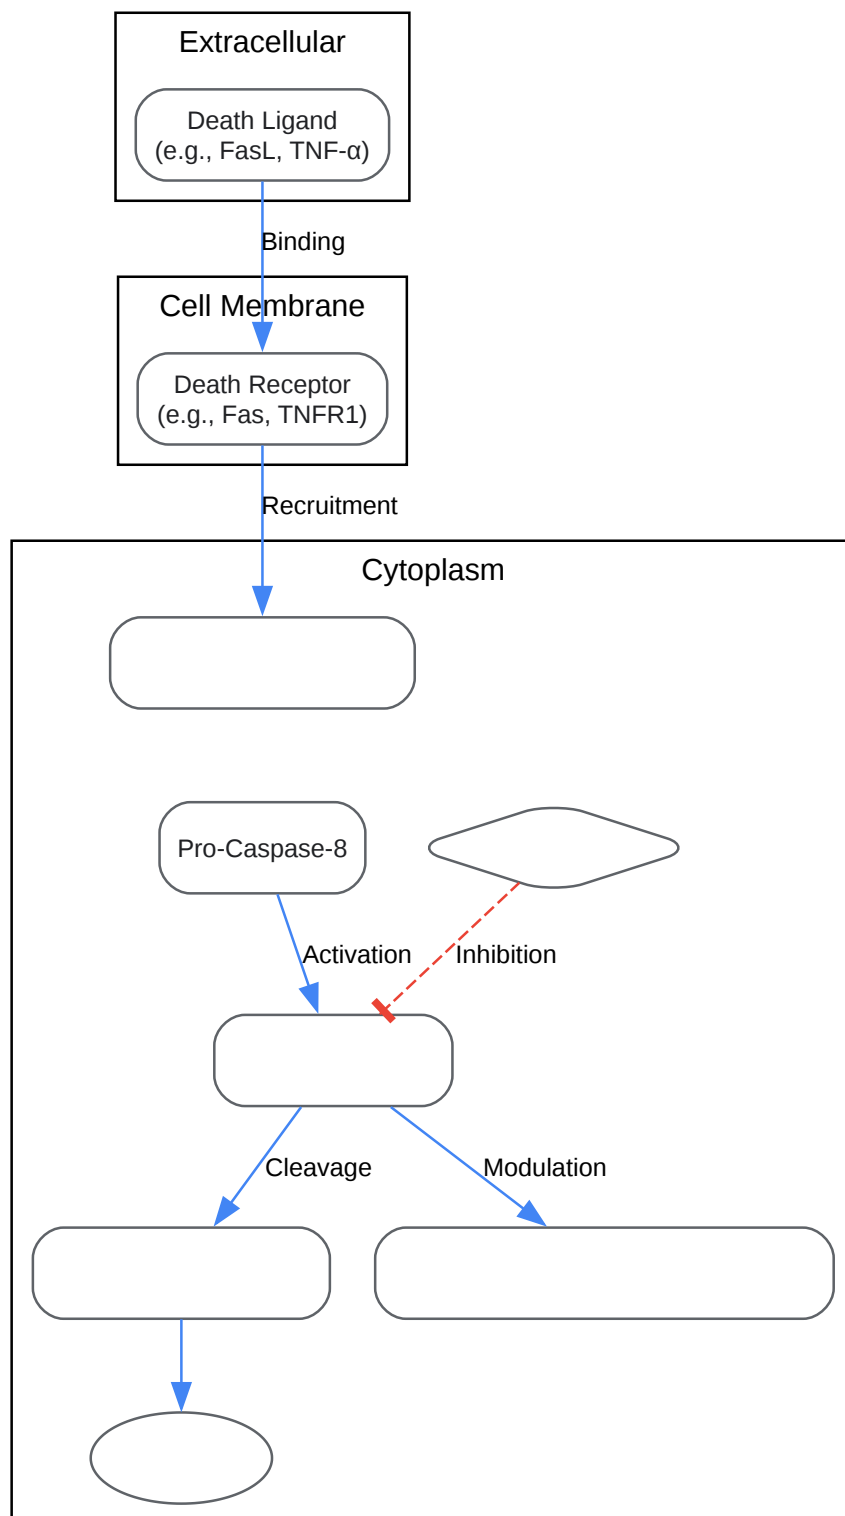 Extracellular
Death Ligand
(e.g., FasL, TNF-α)
Binding
Cell Membrane
Death Receptor
(e.g., Fas, TNFR1)
Recruitment
Cytoplasm
Pro-Caspase-8
Activation
Inhibition
Cleavage
Modulation